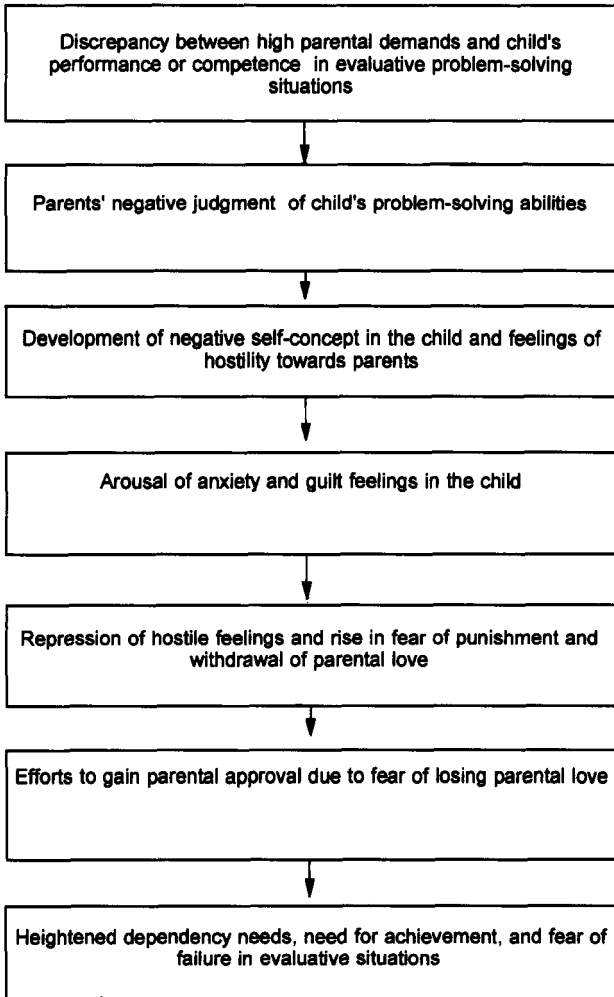 Discrepancy between high parental demands and child's
performance or competence in evaluative problem-solving
situations
Parents' negative judgment of child's problem-solving abilities
Development of negative self-concept in the child and feelings of
hostility towards parents
Arousal of anxiety and guilt feelings in the child
Repression of hostile feelings and rise in fear of punishment and
withdrawal of parental love
Efforts to gain parental approval due to fear of losing parental love
Heightened dependency needs, need for achievement, and fear of
failure in evaluative situations